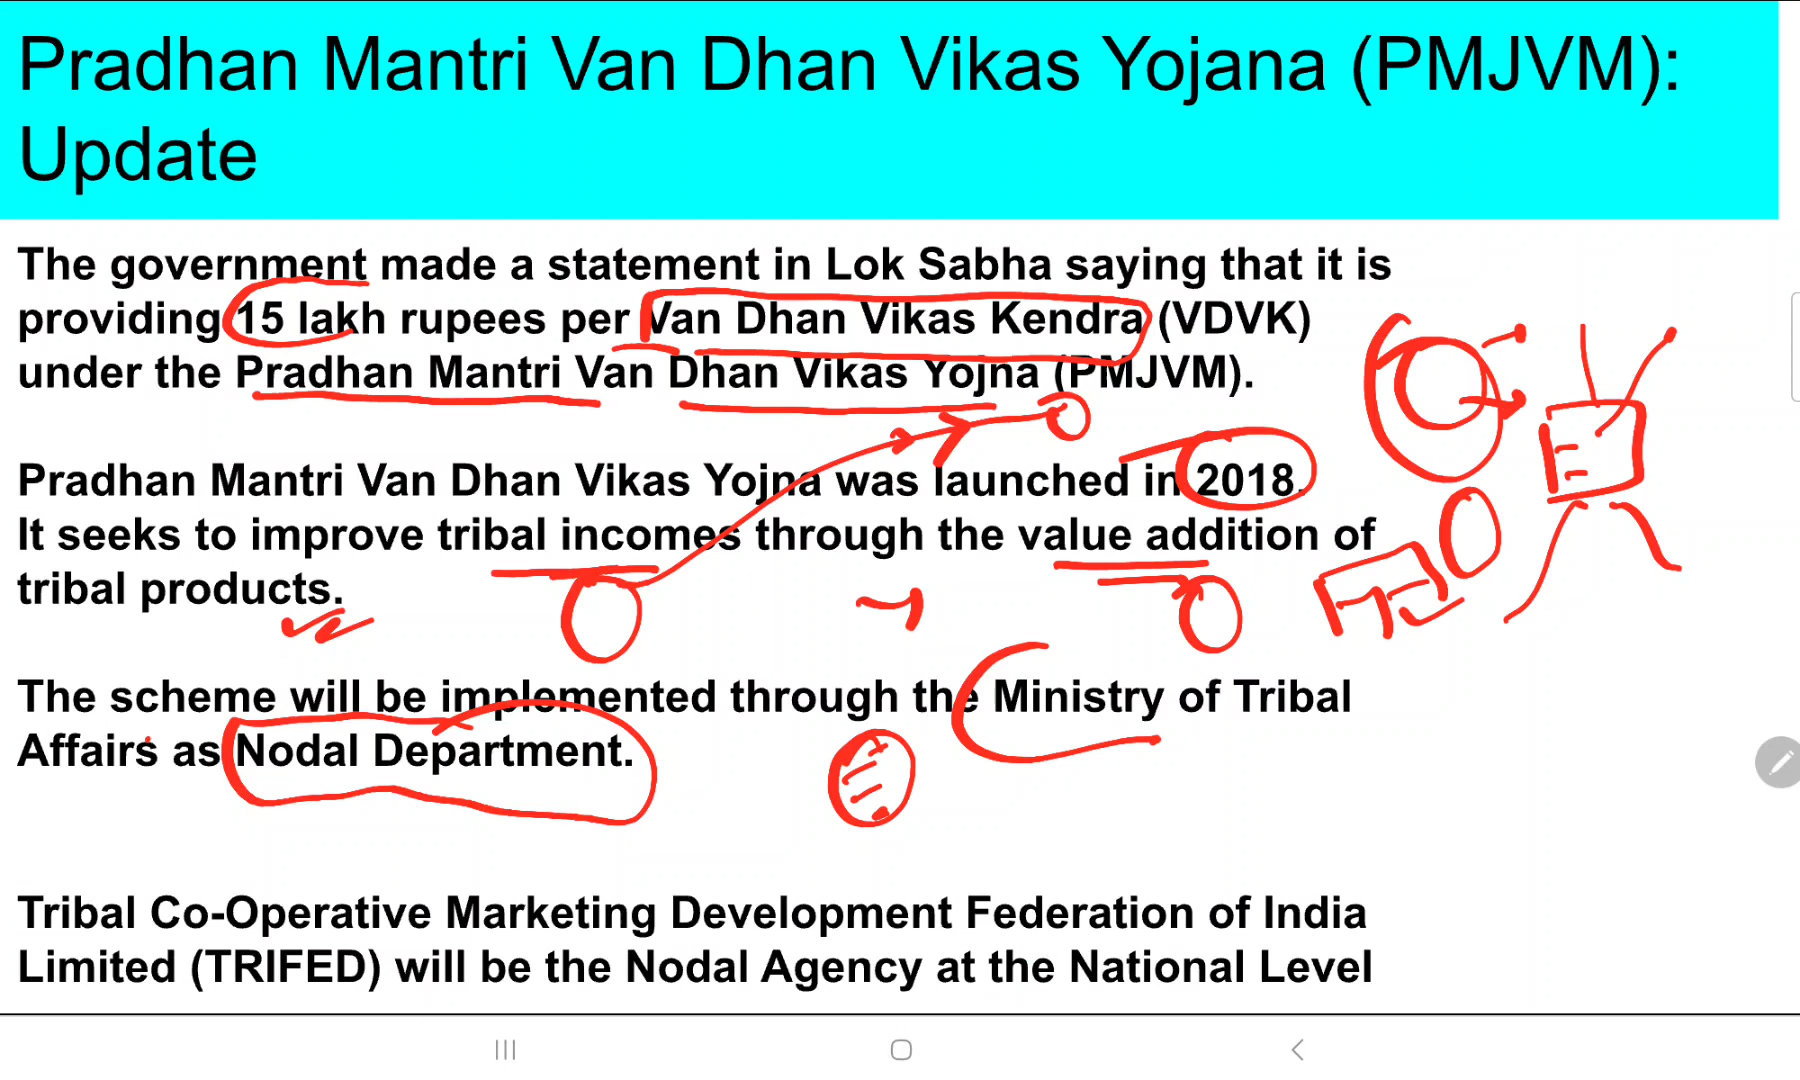 Pradhan Mantri Van Dhan Vikas Yojana (PMJVM):
Update
The government made a statement in Lok Sabha saying that it is
providing 15 lakh rupees per Van Dhan Vikas Kendra (VDVK)
under the Pradhan Mantri Van Dhan Vikas Yojna (PMJVM).
Pradhan Mantri Van Dhan Vikas Yojna was launched in 2018.
It seeks to improve tribal incomes through the value addition of
tribal products.
The scheme will be implemented through the Ministry of Tribal
Affairs as Nodal Department.
Tribal Co-Operative Marketing Development Federation of India
Limited (TRIFED) will be the Nodal Agency at the National Level